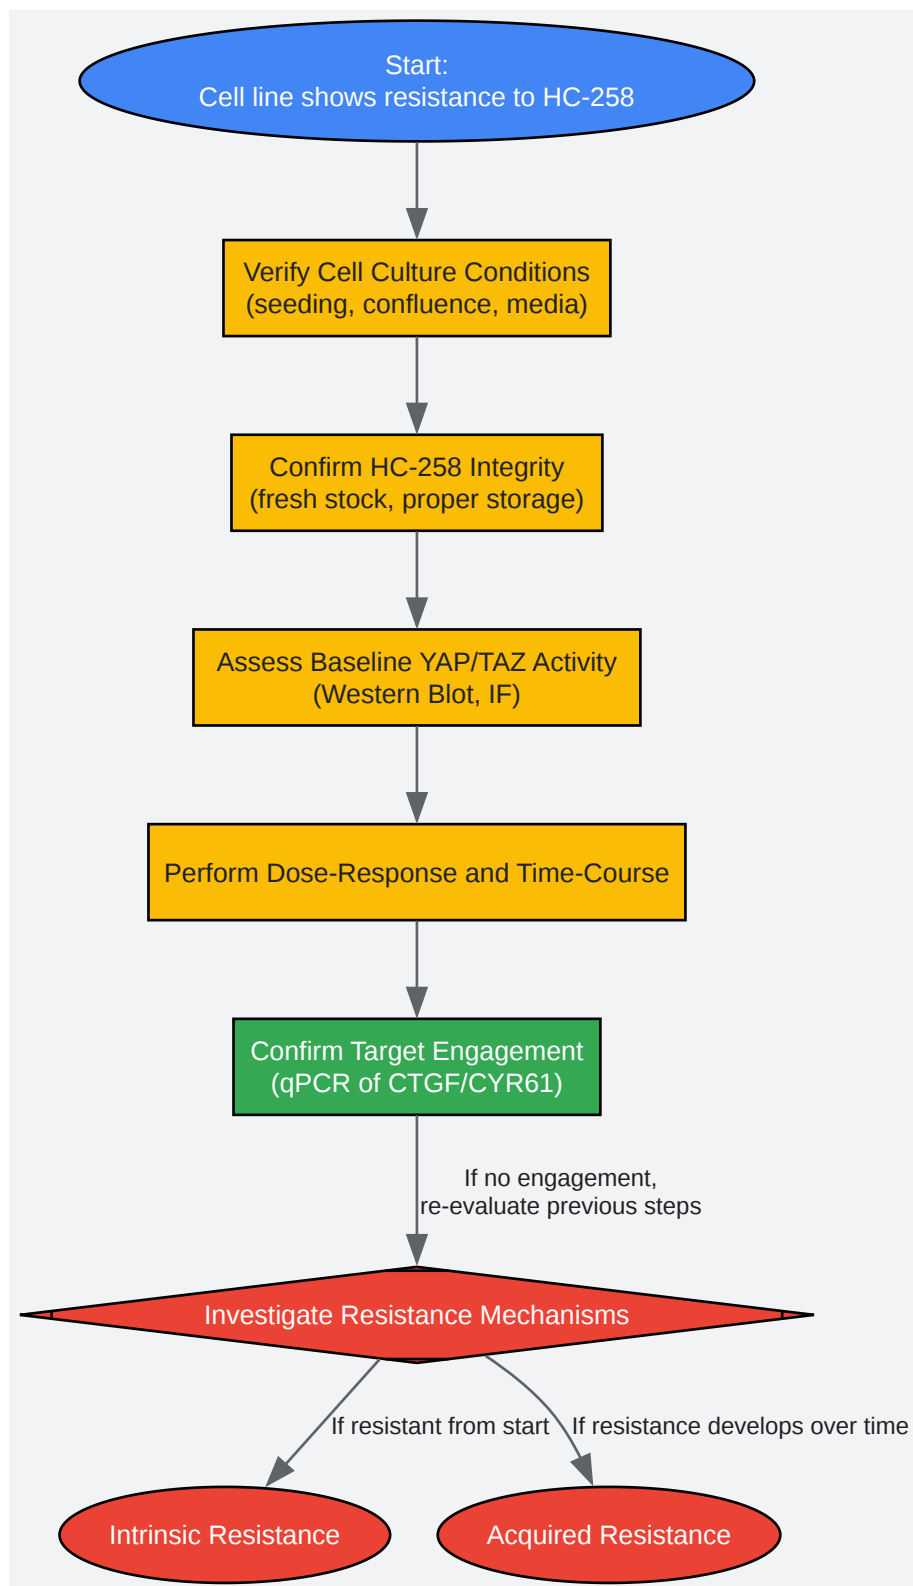 Start:
Cell line shows resistance to HC-258
Verify Cell Culture Conditions
(seeding, confluence, media)
Confirm HC-258 Integrity
(fresh stock, proper storage)
Assess Baseline YAP/TAZ Activity
(Western Blot, IF)
Perform Dose-Response and Time-Course
Confirm Target Engagement
(qPCR of CTGF/CYR61)
If no engagement,
re-evaluate previous steps
Investigate Resistance Mechanisms
If resistant from start
If resistance develops over time
Intrinsic Resistance
Acquired Resistance